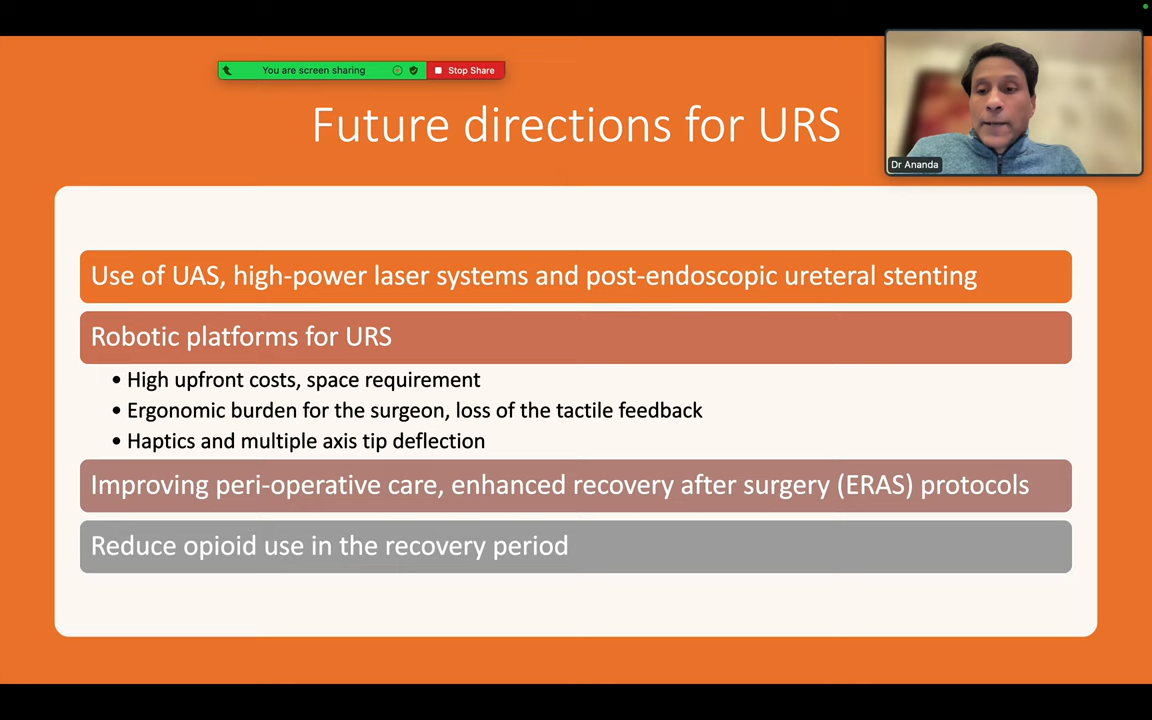 You are screen sharing
Stop Share
Future directions for URS
Dr Ananda
Use of UAS, high-power laser systems and post-endoscopic ureteral stenting
Robotic platforms for URS
• High upfront costs, space requirement
• Ergonomic burden for the surgeon, loss of the tactile feedback
• Haptics and multiple axis tip deflection
Improving peri-operative care, enhanced recovery after surgery (ERAS) protocols
Reduce opioid use in the recovery period